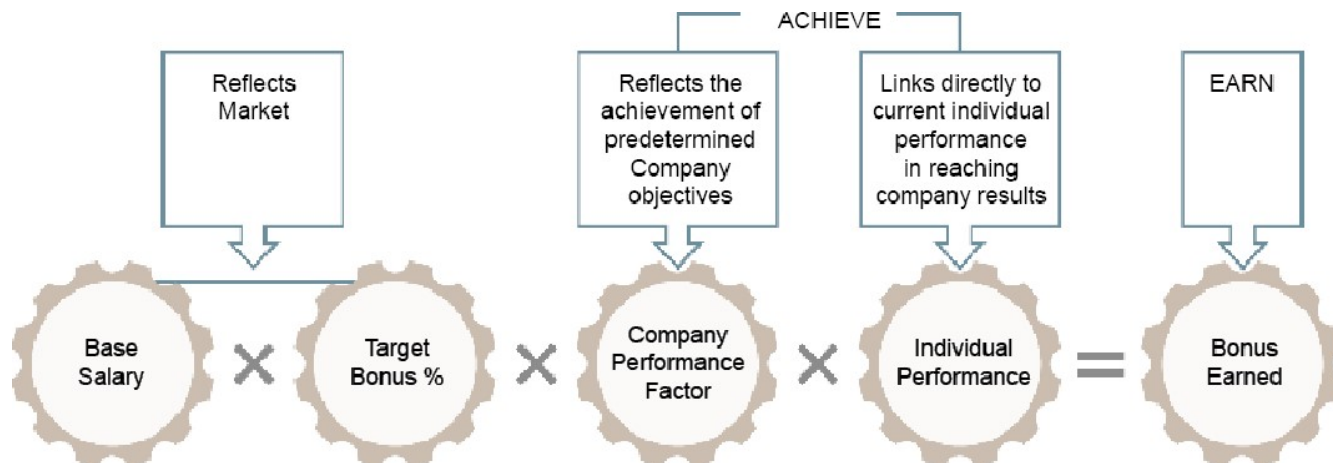 ACHIEVE
Reflects
Market
Reflects the
achievement of
predetermined
Company
objectives
Links directly to
current individual
performance
in reaching
company results
EARN
Base
Salary
×
Target
Bonus %
×
Company
Performance
Factor
×
Individual
Performance
=
Bonus
Earned